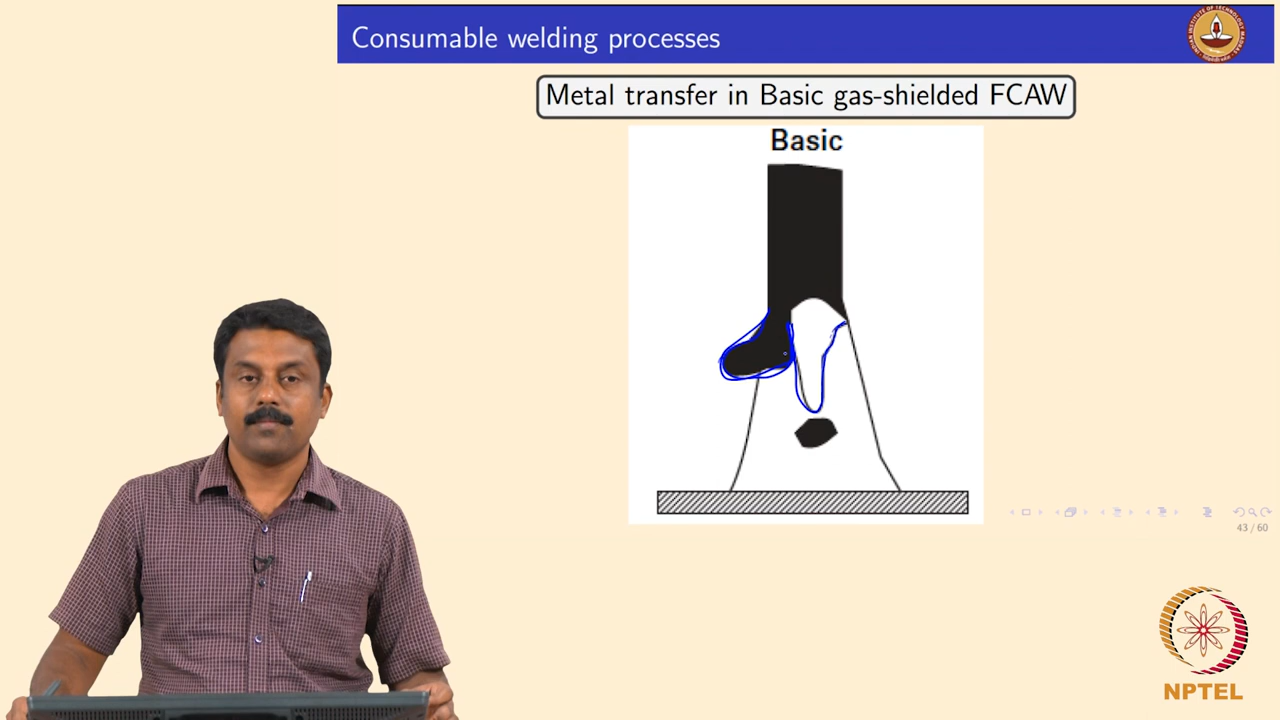 Consumable welding processes
Metal transfer in Basic gas-shielded FCAW
Basic
43 / 60
NPTEL